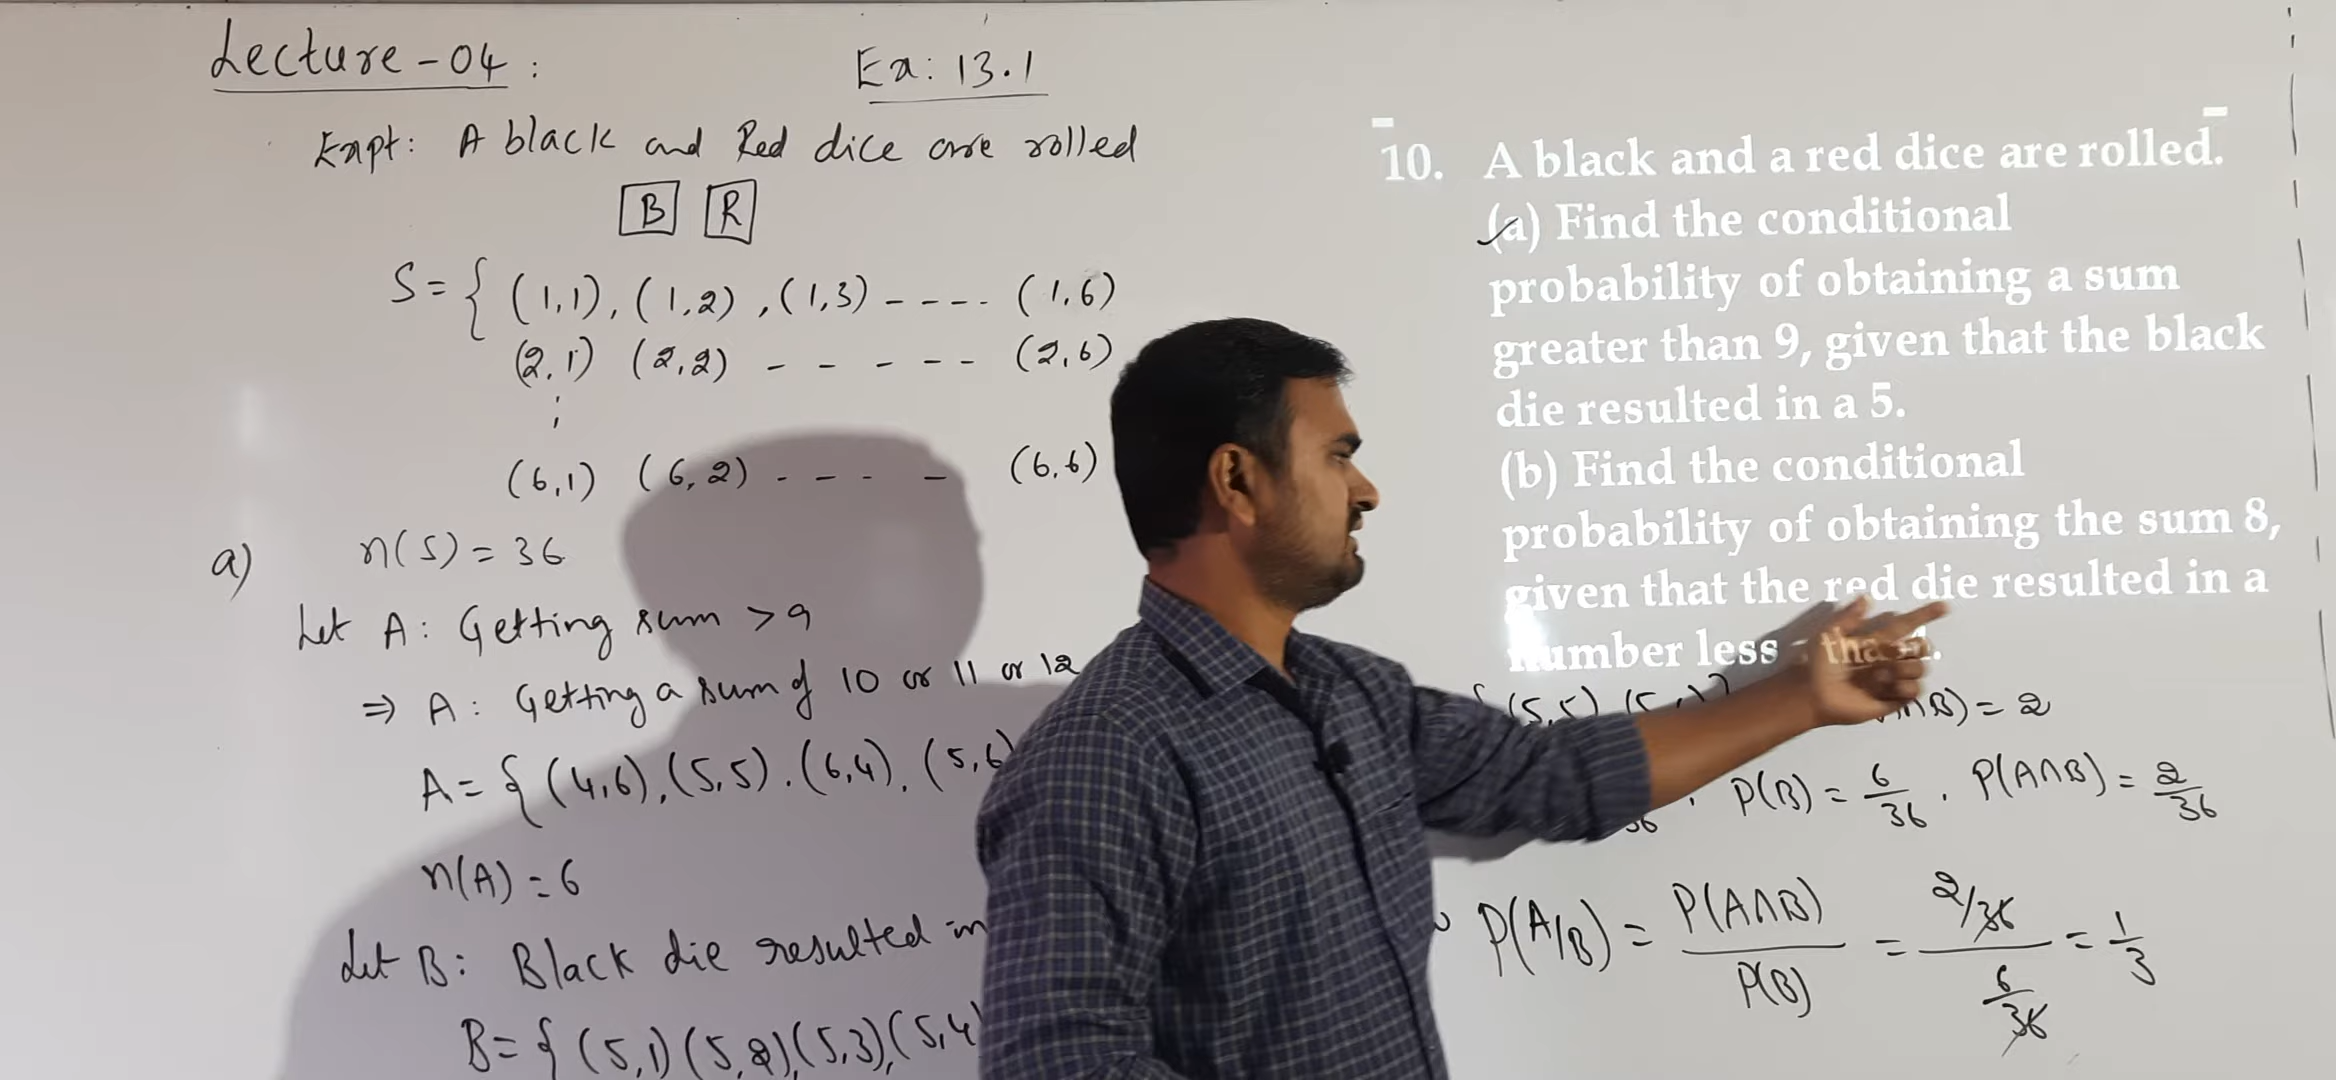 Lecture-04:
Ex: 13.1
Expt: A black and Red dice are rolled
B R
S = { (1,1), (1,2), (1,3) ---- (1,6)
(2,1) (2,2) - - - - - (2,6)
(6,1) (6,2) - - - - (6,6)
a) n(S) = 36
Let A: Getting sum > 9
⇒ A: Getting a sum of 10 or 11 or 12
A = { (4,6), (5,5), (6,4), (5,6)
n(A) = 6
Let B: Black die resulted in
B = { (5,1) (5,2), (5,3), (5,4)
10. A black and a red dice are rolled.
(a) Find the conditional
probability of obtaining a sum
greater than 9, given that the black
die resulted in a 5.
(b) Find the conditional
probability of obtaining the sum 8,
given that the red die resulted in a
number less
(5,5) B) = 2
36 . P(B) = 6/36 . P(A∩B) = 2/36
P(A/B) = P(A∩B)/P(B) = 2/36 / 6/36 = 1/3